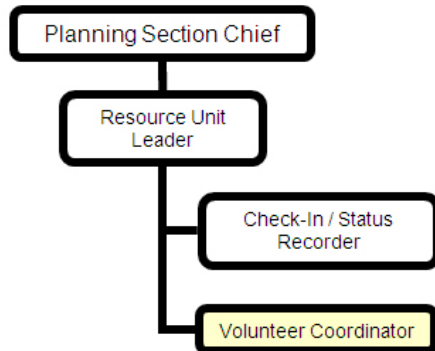 Planning Section Chief
Resource Unit
Leader
Check-In / Status
Recorder
Volunteer Coordinator